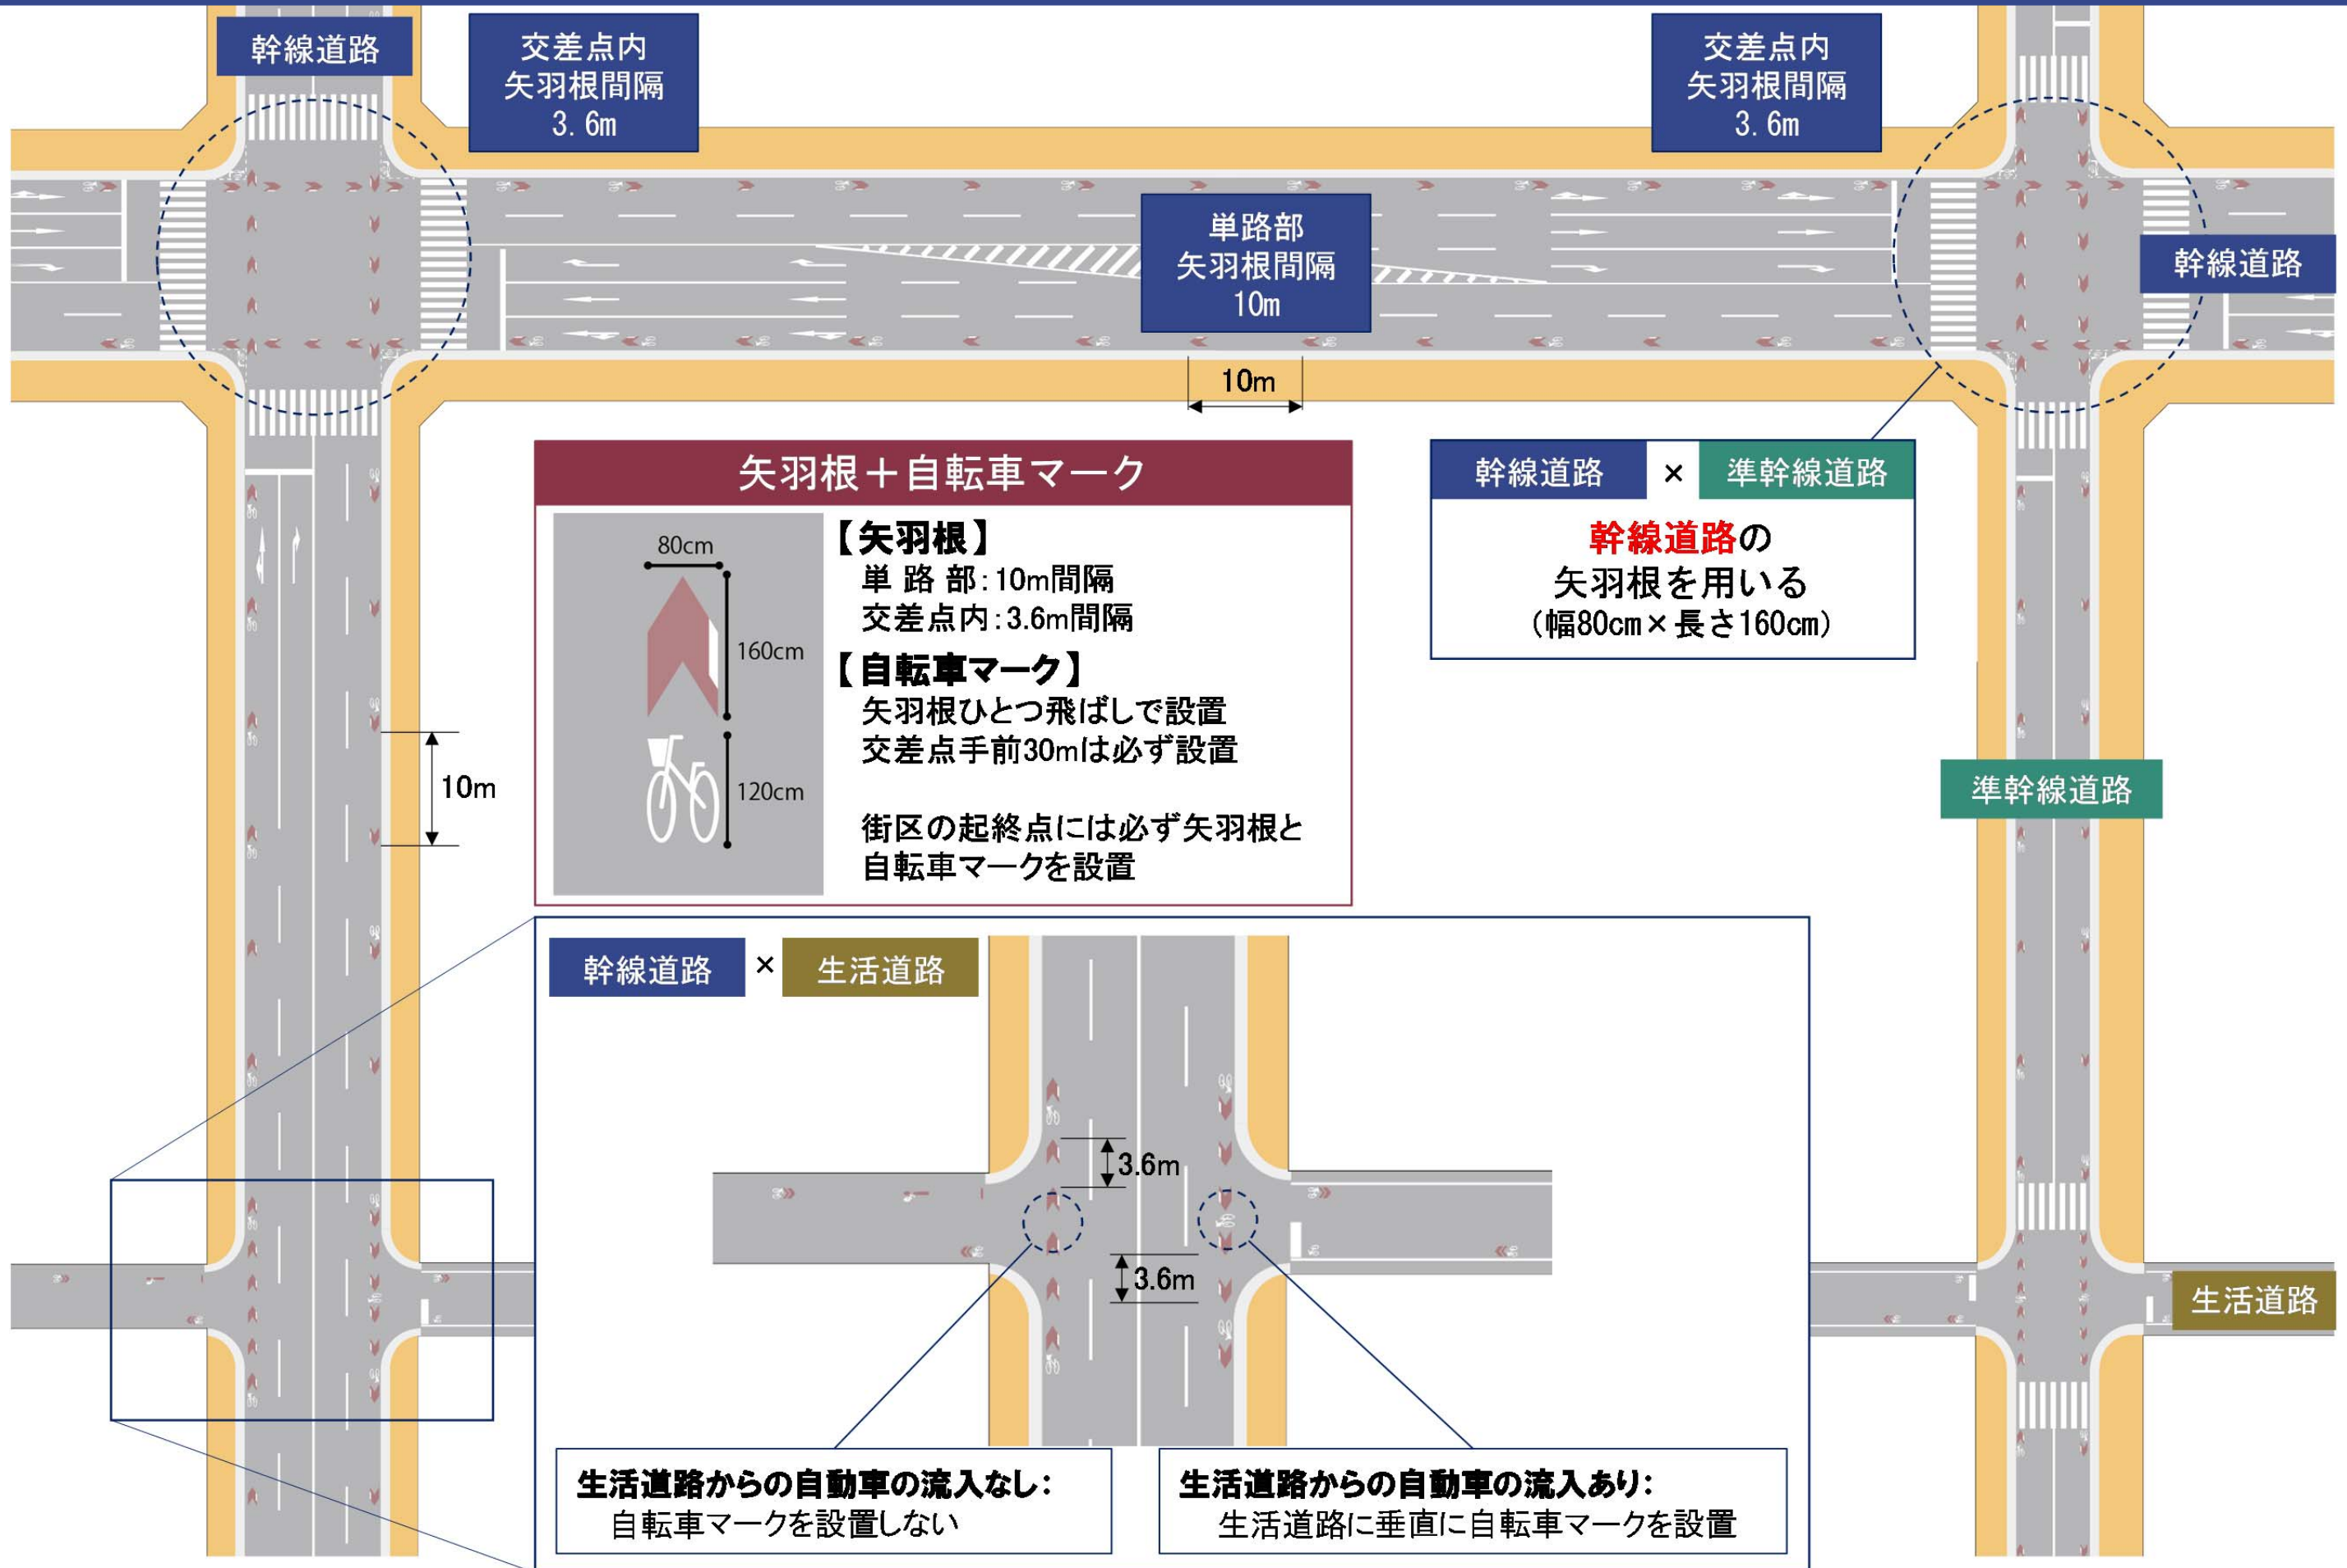 幹線道路
交差点内
矢羽根間隔
3.6m
交差点内
矢羽根間隔
3.6m
単路部
矢羽根間隔
10m
幹線道路
10m
矢羽根＋自転車マーク
80cm
160cm
120cm
【矢羽根】
単 路 部：10m間隔
交差点内：3.6m間隔
【自転車マーク】
矢羽根ひとつ飛ばしで設置
交差点手前30mは必ず設置
街区の起終点には必ず矢羽根と
自転車マークを設置
幹線道路 × 準幹線道路
幹線道路の
矢羽根を用いる
（幅80cm×長さ160cm）
10m
準幹線道路
幹線道路 × 生活道路
3.6m
3.6m
生活道路
生活道路からの自動車の流入なし：
自転車マークを設置しない
生活道路からの自動車の流入あり：
生活道路に垂直に自転車マークを設置